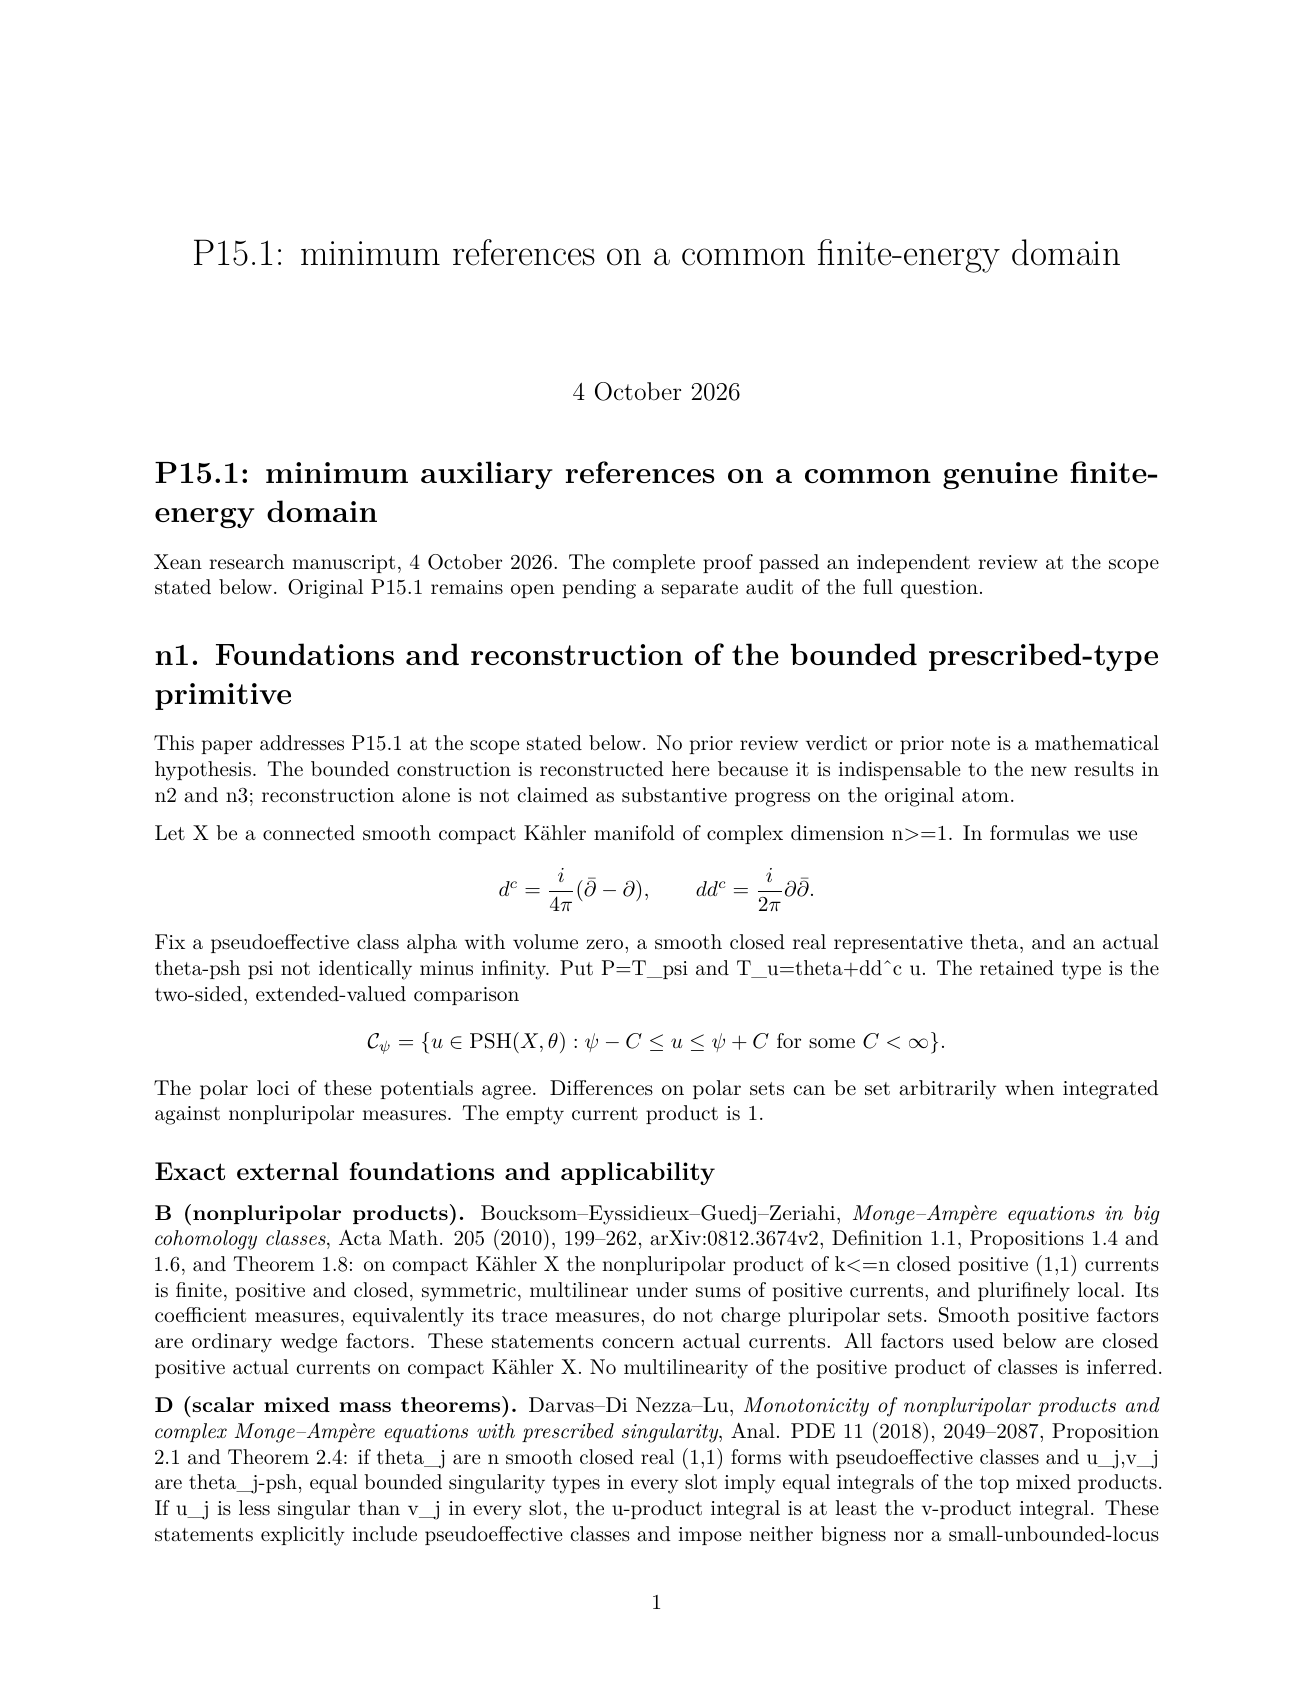 P15.1: minimum references on a common finite-energy domain
4 October 2026
P15.1: minimum auxiliary references on a common genuine finite-
energy domain
Xean research manuscript, 4 October 2026. The complete proof passed an independent review at the scope
stated below. Original P15.1 remains open pending a separate audit of the full question.
n1. Foundations and reconstruction of the bounded prescribed-type
primitive
This paper addresses P15.1 at the scope stated below. No prior review verdict or prior note is a mathematical
hypothesis. The bounded construction is reconstructed here because it is indispensable to the new results in
n2 and n3; reconstruction alone is not claimed as substantive progress on the original atom.
Let X be a connected smooth compact Kähler manifold of complex dimension n>=1. In formulas we use
$d^c = \frac{i}{4\pi}(\bar{\partial} - \partial), \qquad dd^c = \frac{i}{2\pi}\partial\bar{\partial}.$
Fix a pseudoeffective class alpha with volume zero, a smooth closed real representative theta, and an actual
theta-psh psi not identically minus infinity. Put P=T_psi and T_u=theta+dd^c u. The retained type is the
two-sided, extended-valued comparison
$\mathcal{C}_\psi = \{u \in \mathrm{PSH}(X, \theta) : \psi - C \leq u \leq \psi + C \text{ for some } C < \infty\}.$
The polar loci of these potentials agree. Differences on polar sets can be set arbitrarily when integrated
against nonpluripolar measures. The empty current product is 1.
Exact external foundations and applicability
B (nonpluripolar products). Boucksom–Eyssidieux–Guedj–Zeriahi, Monge–Ampère equations in big
cohomology classes, Acta Math. 205 (2010), 199–262, arXiv:0812.3674v2, Definition 1.1, Propositions 1.4 and
1.6, and Theorem 1.8: on compact Kähler X the nonpluripolar product of k<=n closed positive (1,1) currents
is finite, positive and closed, symmetric, multilinear under sums of positive currents, and plurifinely local. Its
coefficient measures, equivalently its trace measures, do not charge pluripolar sets. Smooth positive factors
are ordinary wedge factors. These statements concern actual currents. All factors used below are closed
positive actual currents on compact Kähler X. No multilinearity of the positive product of classes is inferred.
D (scalar mixed mass theorems). Darvas–Di Nezza–Lu, Monotonicity of nonpluripolar products and
complex Monge–Ampère equations with prescribed singularity, Anal. PDE 11 (2018), 2049–2087, Proposition
2.1 and Theorem 2.4: if theta_j are n smooth closed real (1,1) forms with pseudoeffective classes and u_j,v_j
are theta_j-psh, equal bounded singularity types in every slot imply equal integrals of the top mixed products.
If u_j is less singular than v_j in every slot, the u-product integral is at least the v-product integral. These
statements explicitly include pseudoeffective classes and impose neither bigness nor a small-unbounded-locus
1